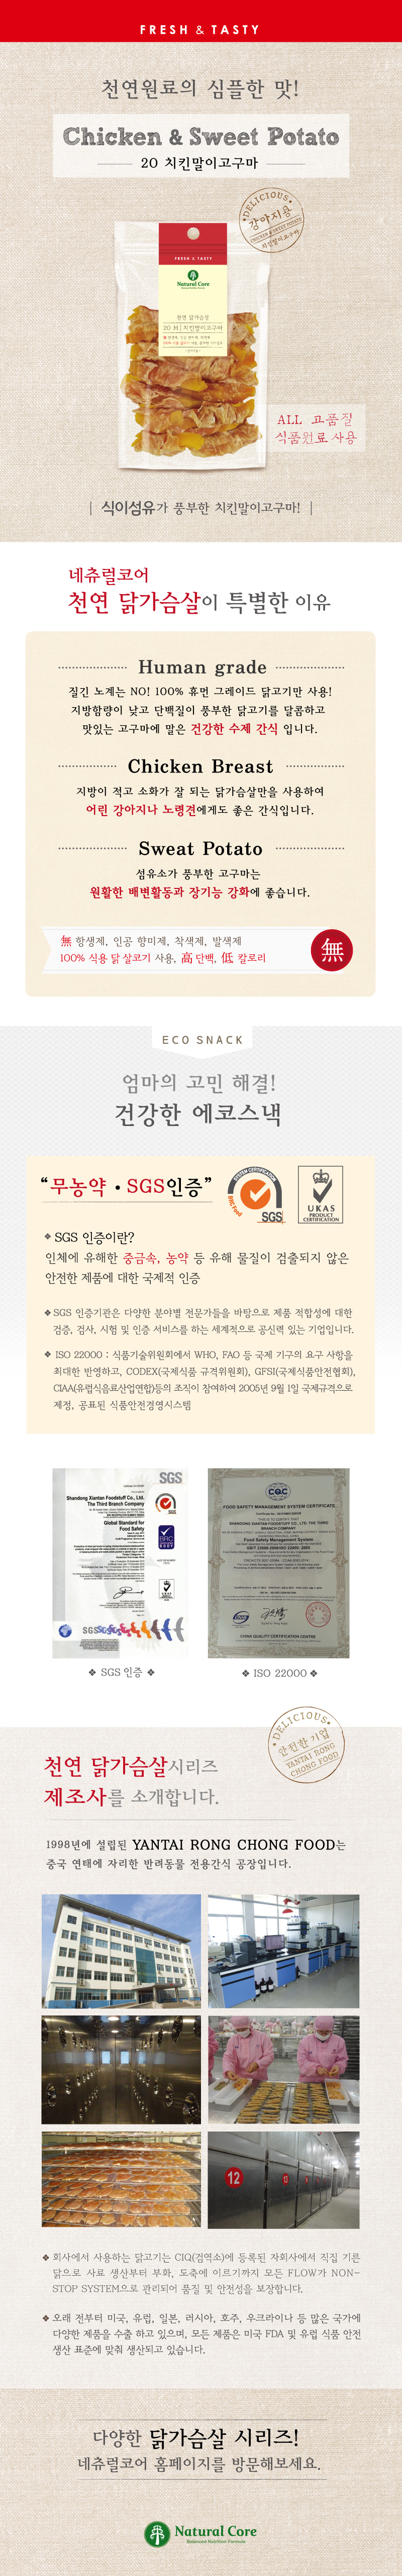 FRESH & TASTY
천연원료의 심플한 맛!
Chicken & Sweet Potato
20 치킨말이고구마
DELICIOUS
강아지용
CHICKEN & SWEET POTATO
치킨말이고구마
FRESH & TASTY
Natural Core
천연 닭가슴살
20 M | 치킨말이고구마
ALL 고품질
식품원료 사용
식이섬유가 풍부한 치킨말이고구마!
네츄럴코어
천연 닭가슴살이 특별한 이유
Human grade
질긴 노계는 NO! 100% 휴먼 그레이드 닭고기만 사용!
지방함량이 낮고 단백질이 풍부한 닭고기를 달콤하고
맛있는 고구마에 말은 건강한 수제 간식 입니다.
Chicken Breast
지방이 적고 소화가 잘 되는 닭가슴살만을 사용하여
어린 강아지나 노령견에게도 좋은 간식입니다.
Sweat Potato
섬유소가 풍부한 고구마는
원활한 배변활동과 장기능 강화에 좋습니다.
無 항생제, 인공 향미제, 착색제, 발색제
100% 식용 닭 살코기 사용, 高 단백, 低 칼로리
無
ECO SNACK
엄마의 고민 해결!
건강한 에코스낵
“무농약 • SGS인증”
SGS
UKAS
PRODUCT
CERTIFICATION
❖ SGS 인증이란?
인체에 유해한 중금속, 농약 등 유해 물질이 검출되지 않은
안전한 제품에 대한 국제적 인증
❖ SGS 인증기관은 다양한 분야별 전문가들을 바탕으로 제품 적합성에 대한
검증, 검사, 시험 및 인증 서비스를 하는 세계적으로 공신력 있는 기업입니다.
❖ ISO 22000 : 식품기술위원회에서 WHO, FAO 등 국제 기구의 요구 사항을
최대한 반영하고, CODEX(국제식품 규격위원회), GFSI(국제식품안전협회),
CIAA(유럽식음료산업연합)등의 조직이 참여하여 2005년 9월 1일 국제규격으로
제정, 공표된 식품안전경영시스템
SGS
Shandong Xiantan Foodstuff Co., Ltd.
The Third Branch Company
Global Standard for
Food Safety
CQC
FOOD SAFETY MANAGEMENT SYSTEM CERTIFICATE
SHANDONG XIANTAN FOODSTUFF CO., LTD. THE THIRD
BRANCH COMPANY
Food Safety Management System
CHINA QUALITY CERTIFICATION CENTRE
❖ SGS 인증 ❖
❖ ISO 22000 ❖
DELICIOUS
안전한 기업
YANTAI RONG
CHONG FOOD
천연 닭가슴살시리즈
제조사를 소개합니다.
1998년에 설립된 YANTAI RONG CHONG FOOD는
중국 연태에 자리한 반려동물 전용간식 공장입니다.
12
❖ 회사에서 사용하는 닭고기는 CIQ(검역소)에 등록된 자회사에서 직접 기른
닭으로 사료 생산부터 부화, 도축에 이르기까지 모든 FLOW가 NON-
STOP SYSTEM으로 관리되어 품질 및 안전성을 보장합니다.
❖ 오래 전부터 미국, 유럽, 일본, 러시아, 호주, 우크라이나 등 많은 국가에
다양한 제품을 수출 하고 있으며, 모든 제품은 미국 FDA 및 유럽 식품 안전
생산 표준에 맞춰 생산되고 있습니다.
다양한 닭가슴살 시리즈!
네츄럴코어 홈페이지를 방문해보세요.
Natural Core
Balanced Nutrition Formula